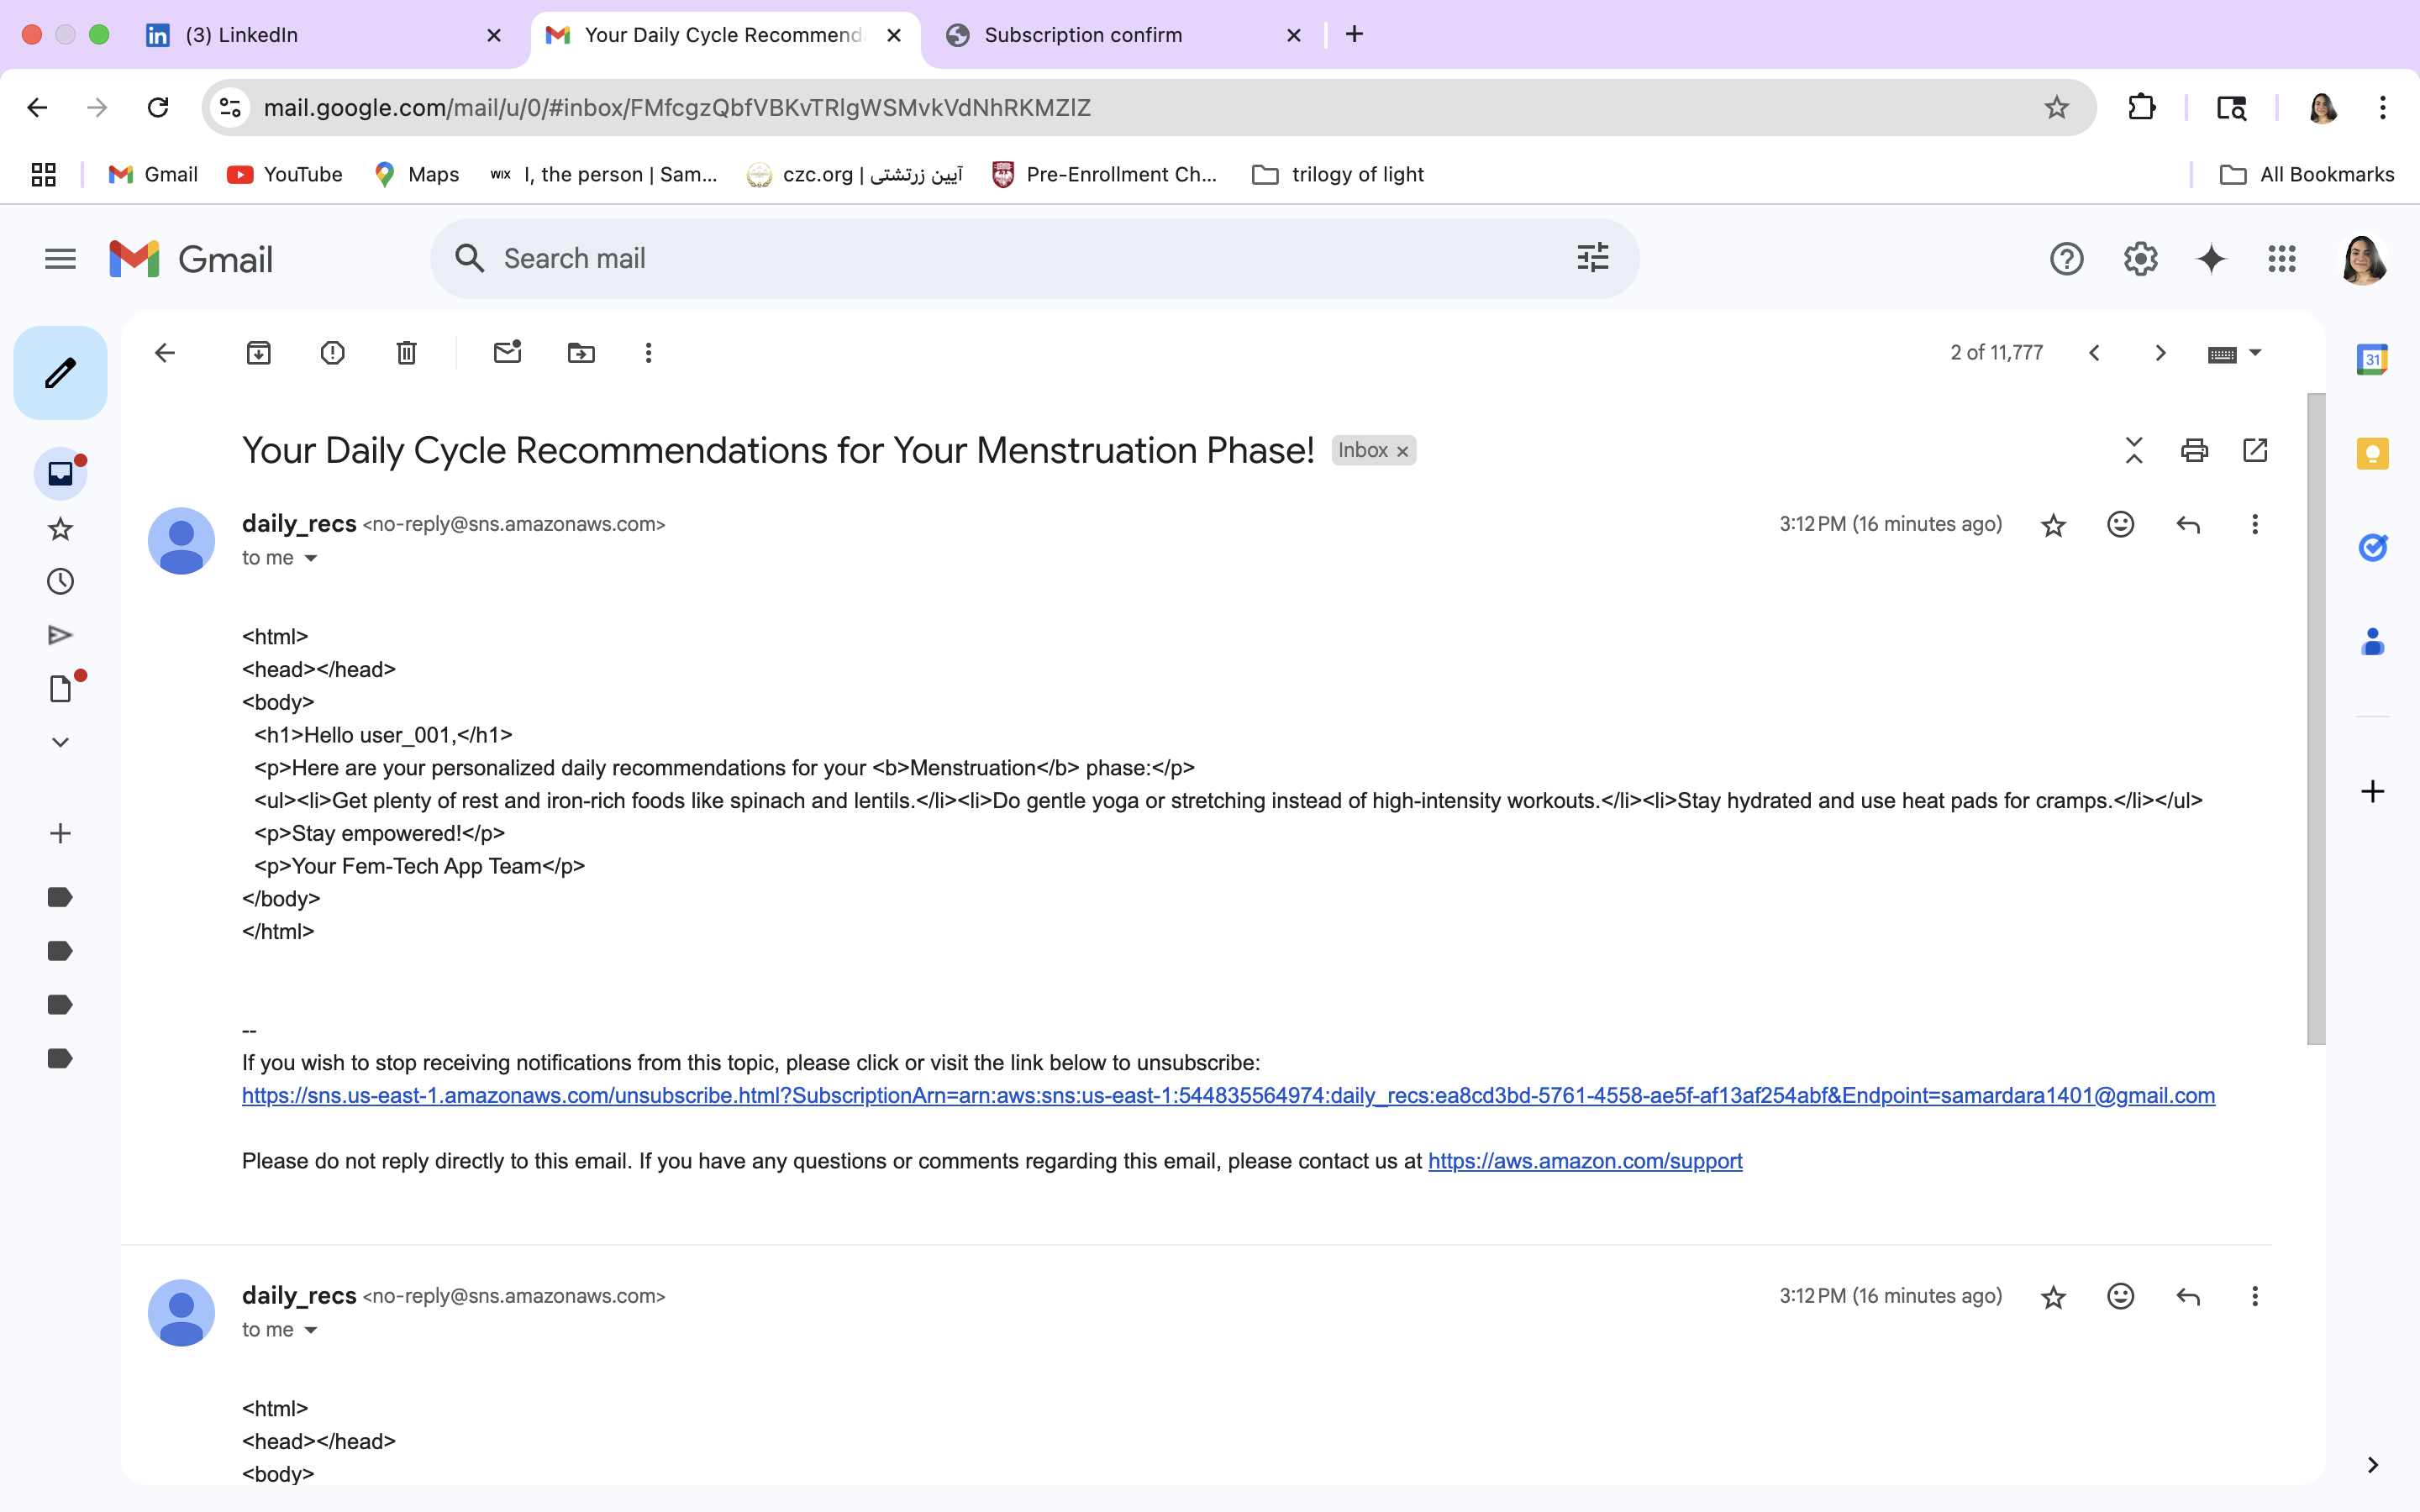 (3) LinkedIn
Your Daily Cycle Recommend
Subscription confirm
mail.google.com/mail/u/0/#inbox/FMfcgzQbfVBKvTRlgWSMvkVdNhRKMZlZ
Gmail
YouTube
Maps
WIX I, the person | Sam...
czc.org | آیین زرتشتی
Pre-Enrollment Ch...
trilogy of light
All Bookmarks
Gmail
Search mail
2 of 11,777
31
Your Daily Cycle Recommendations for Your Menstruation Phase!
Inbox
daily_recs <no-reply@sns.amazonaws.com>
3:12 PM (16 minutes ago)
to me
<html>
<head></head>
<body>
<h1>Hello user_001,</h1>
<p>Here are your personalized daily recommendations for your <b>Menstruation</b> phase:</p>
<ul><li>Get plenty of rest and iron-rich foods like spinach and lentils.</li><li>Do gentle yoga or stretching instead of high-intensity workouts.</li><li>Stay hydrated and use heat pads for cramps.</li></ul>
<p>Stay empowered!</p>
<p>Your Fem-Tech App Team</p>
</body>
</html>
--
If you wish to stop receiving notifications from this topic, please click or visit the link below to unsubscribe:
https://sns.us-east-1.amazonaws.com/unsubscribe.html?SubscriptionArn=arn:aws:sns:us-east-1:544835564974:daily_recs:ea8cd3bd-5761-4558-ae5f-af13af254abf&Endpoint=samardara1401@gmail.com
Please do not reply directly to this email. If you have any questions or comments regarding this email, please contact us at https://aws.amazon.com/support
daily_recs <no-reply@sns.amazonaws.com>
3:12 PM (16 minutes ago)
to me
<html>
<head></head>
<body>